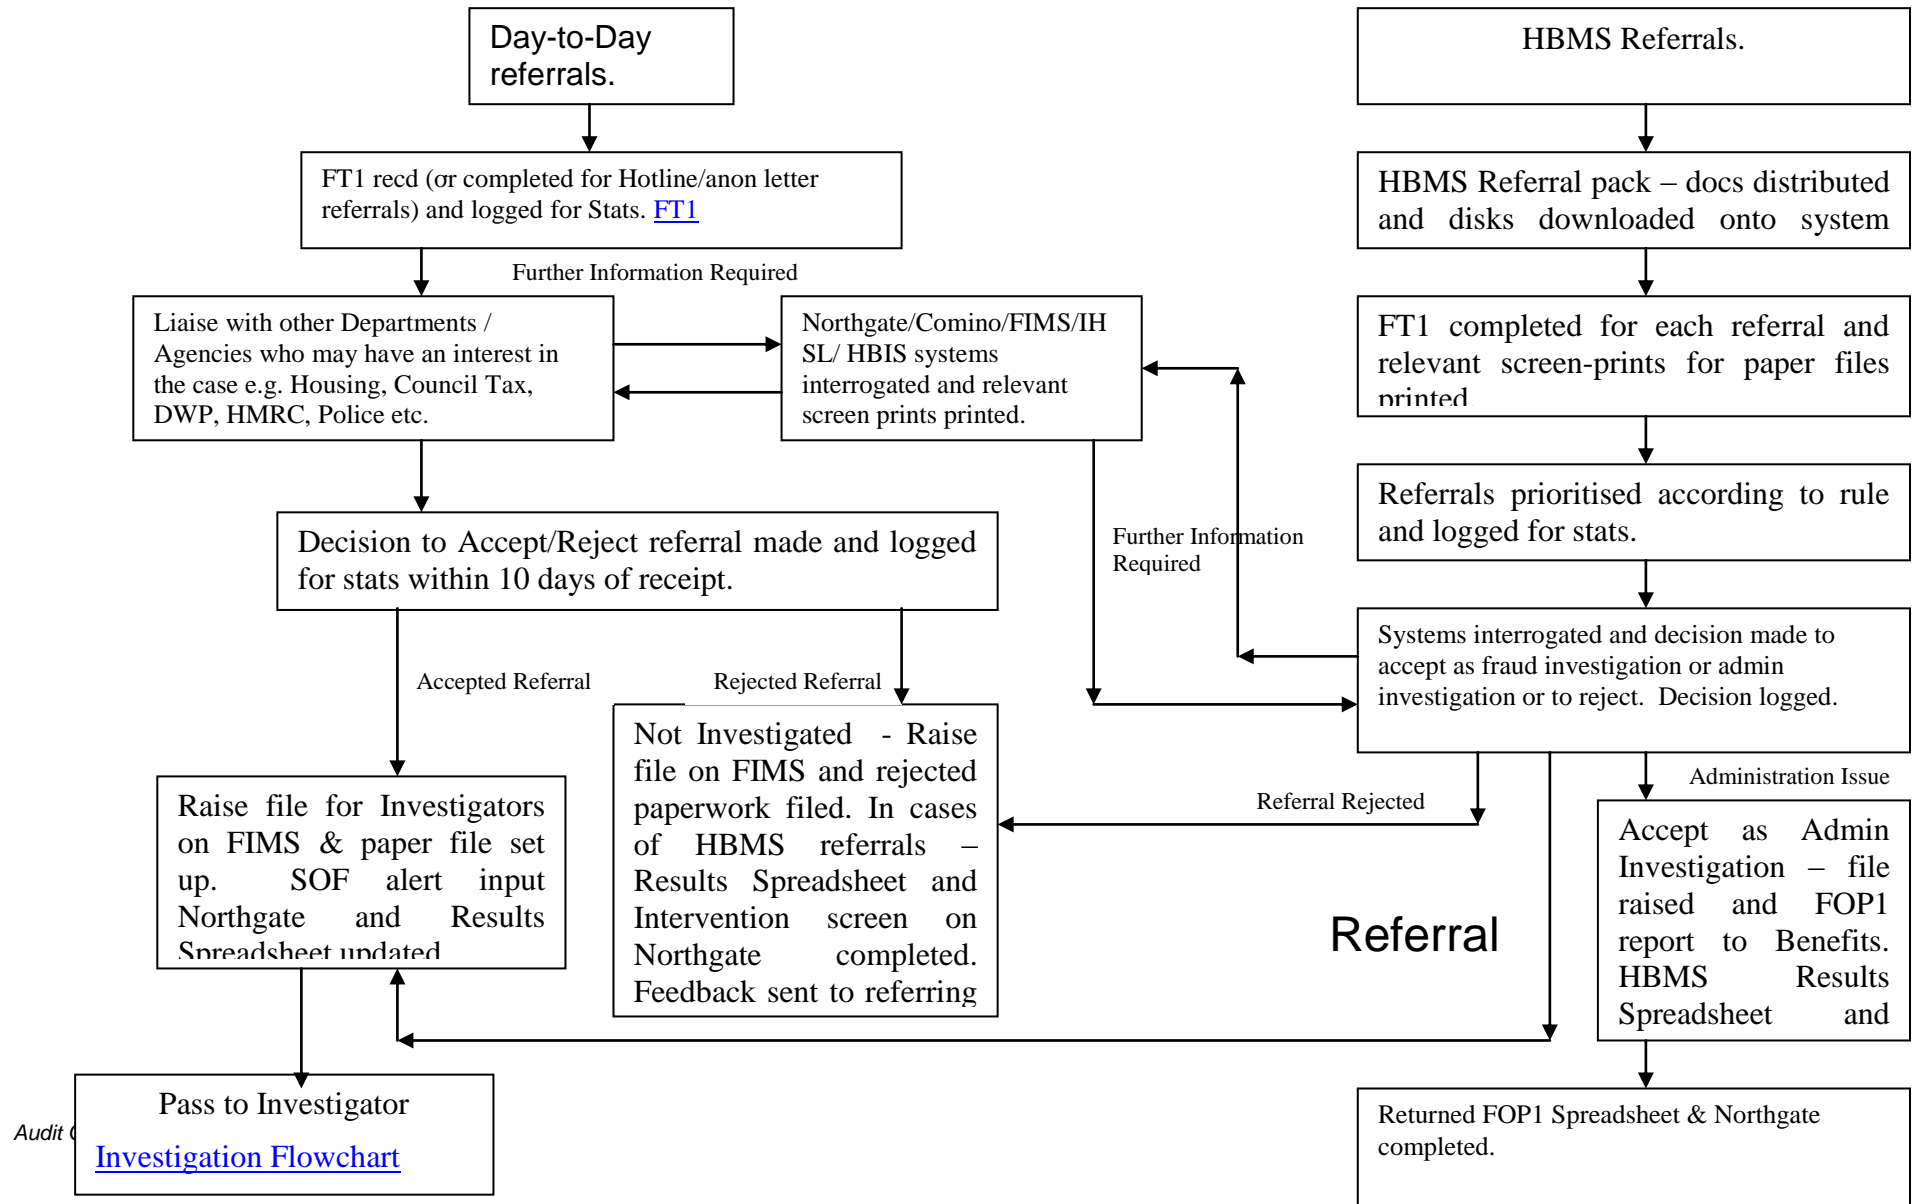 Day-to-Day
referrals.
HBMS Referrals.
FT1 recd (σr completed for Hotline/anon letter
referrals) and logged for Stats. FT1
HBMS Referral pack – docs distributed
and disks downloaded onto system
Further Information Required
Liaise with other Departments /
Agencies who may have an interest in
the case e.g. Housing, Council Tax,
DWP, HMRC, Police etc.
Northgate/Comino/FIMS/IH
SL/ HBIS systems
interrogated and relevant
screen prints printed.
FT1 completed for each referral and
relevant screen-prints for paper files
printed.
Referrals prioritised according to rule
and logged for stats.
Decision to Accept/Reject referral made and logged
for stats within 10 days of receipt.
Further Information
Required
Systems interrogated and decision made to
accept as fraud investigation or admin
investigation or to reject.  Decision logged.
Accepted Referral
Rejected Referral
Administration Issue
Referral Rejected
Raise file for Investigators
on FIMS & paper file set
up. SOF alert input
Northgate and Results
Spreadsheet updated
Not Investigated - Raise
file on FIMS and rejected
paperwork filed. In cases
of HBMS referrals –
Results Spreadsheet and
Intervention screen on
Northgate completed.
Feedback sent to referring
Referral
Accept as Admin
Investigation – file
raised and FOP1
report to Benefits.
HBMS Results
Spreadsheet and
Pass to Investigator
Investigation Flowchart
Returned FOP1 Spreadsheet & Northgate
completed.
Audit